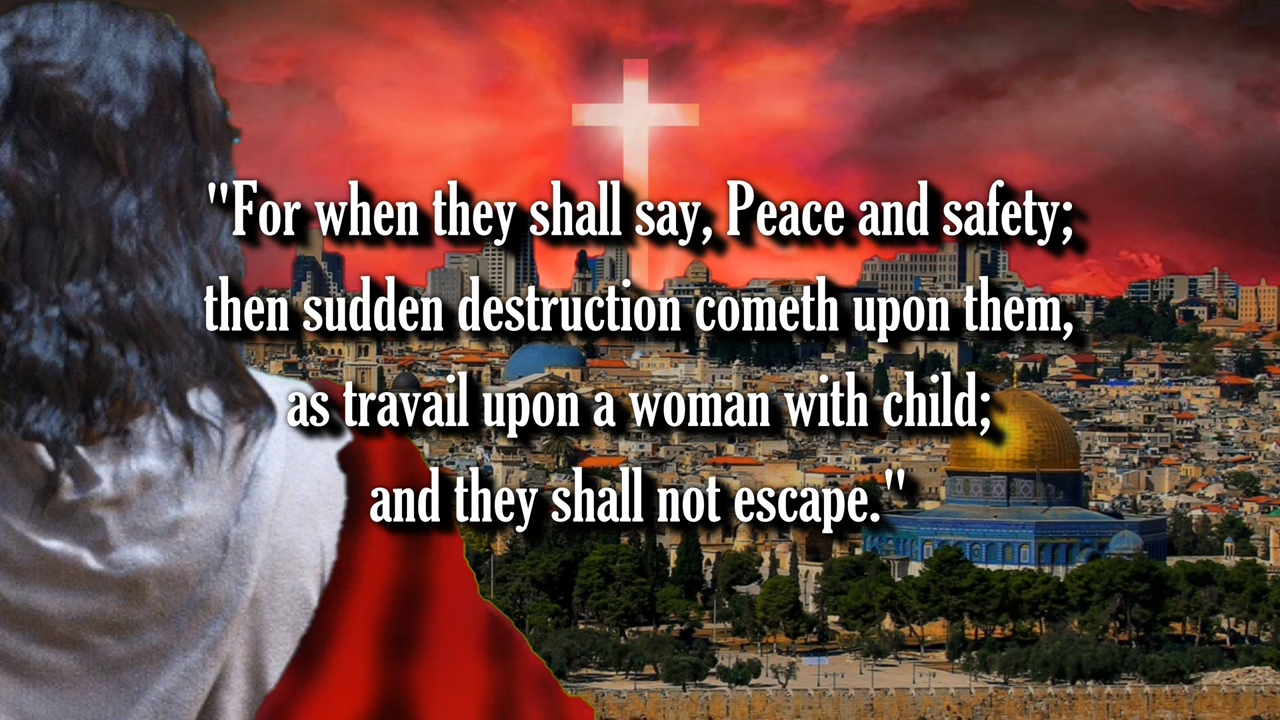 "For when they shall say, Peace and safety;
then sudden destruction cometh upon them,
as travail upon a woman with child;
and they shall not escape."